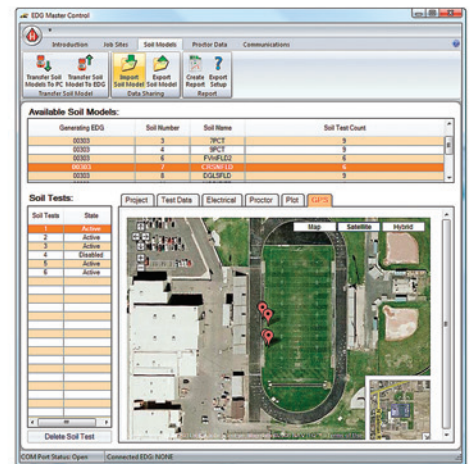 EDG Master Control
Introduction Job Sites Soil Models Proctor Data Communications
Transfer Soil Models To PC
Transfer Soil Model To EDG
Import Soil Model
Export Soil Model
Create Report
Export Setup
Transfer Soil Model Data Sharing Report
Available Soil Models:
Generating EDG Soil Number Soil Name Soil Test Count
00303 3 7PCT 9
00303 4 9PCT 9
00303 6 6
00303 7 6
00303 8 DGLSFLD 9
Soil Tests:
Project Test Data Electrical Proctor Plot GPS
Soil Tests State
1 Active
2 Active
3 Active
4 Disabled
5 Active
6 Active
Map Satellite Hybrid
Delete Soil Test
COM Port Status: Open Connected EDG: NONE